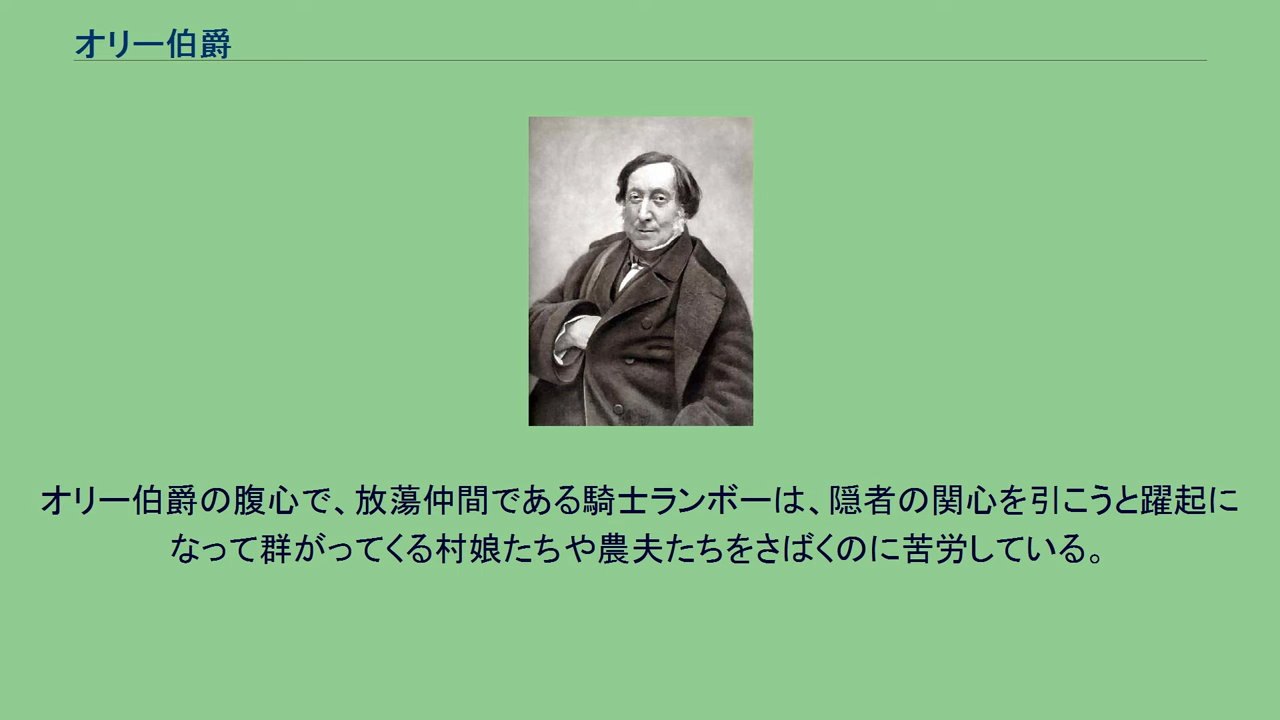 オリー伯爵
オリー伯爵の腹心で、放蕩仲間である騎士ランボーは、隠者の関心を引こうと躍起に
なって群がってくる村娘たちや農夫たちをさばくのに苦労している。